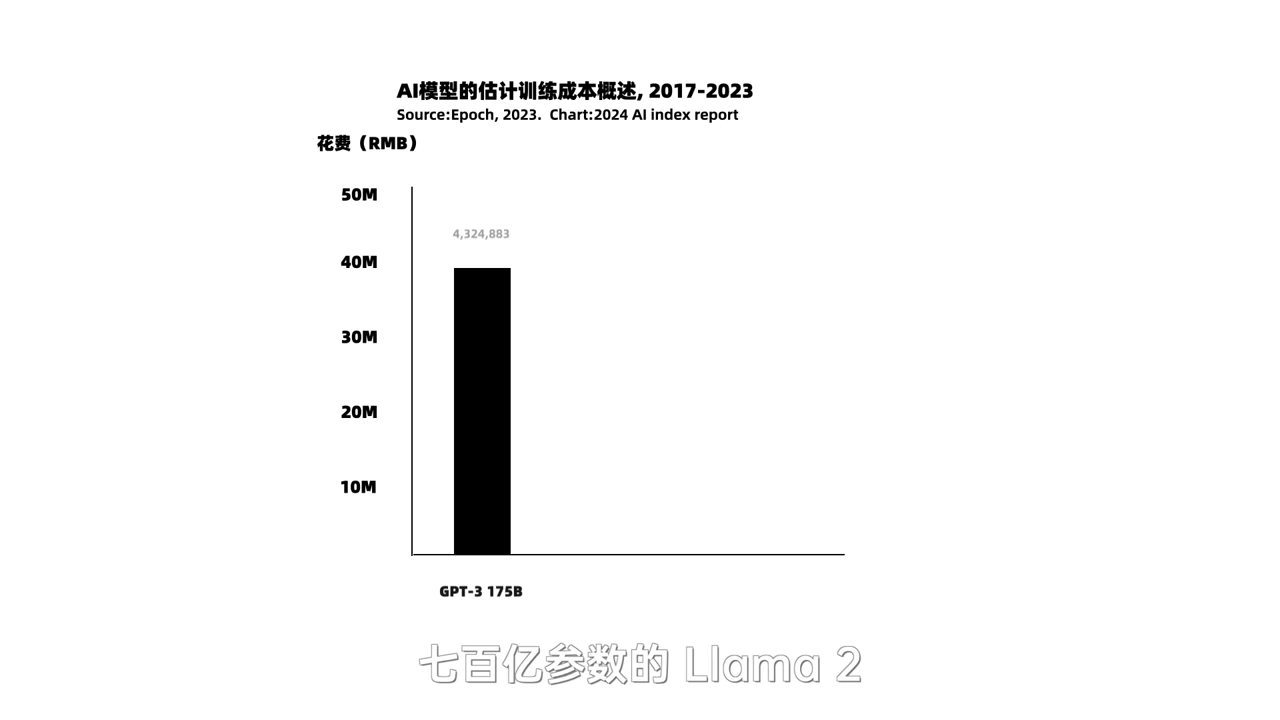 AI模型的估计训练成本概述, 2017-2023
Source:Epoch, 2023.  Chart:2024 AI index report
花费（RMB）
50M
4,324,883
40M
30M
20M
10M
GPT-3 175B
七百亿参数的 Llama 2